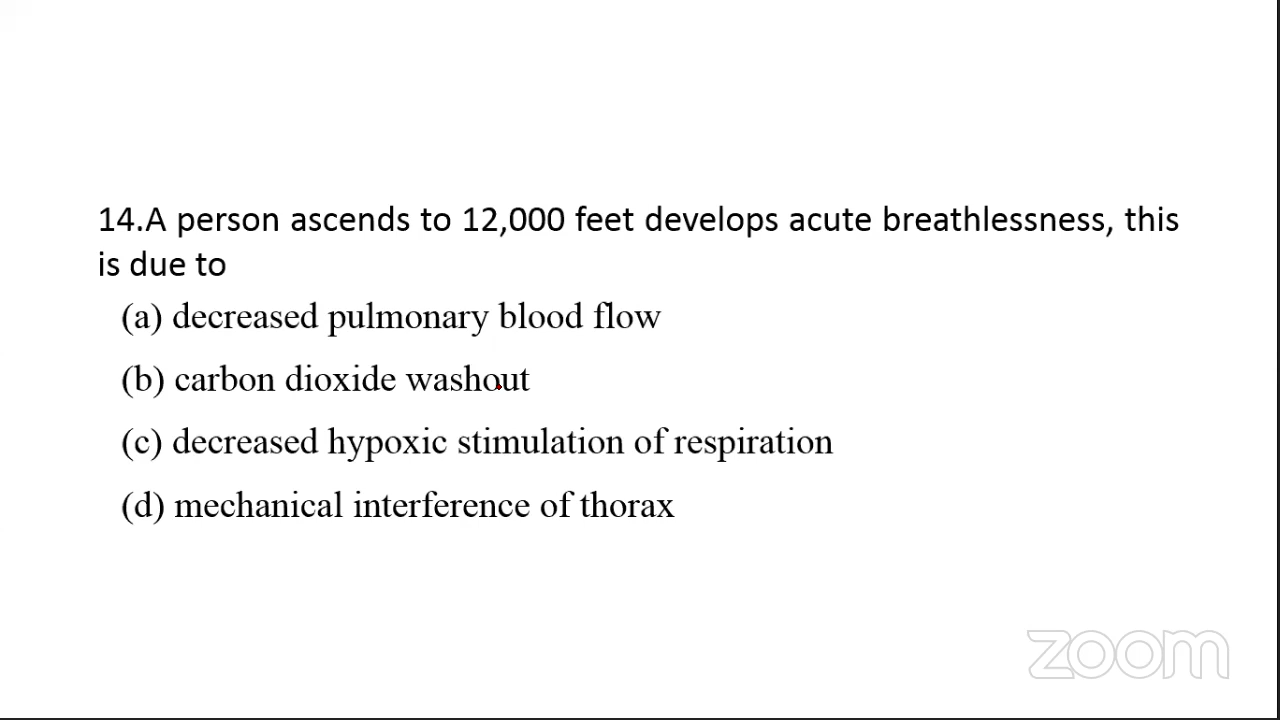 14.A person ascends to 12,000 feet develops acute breathlessness, this
is due to
(a) decreased pulmonary blood flow
(b) carbon dioxide washout
(c) decreased hypoxic stimulation of respiration
(d) mechanical interference of thorax
zoom